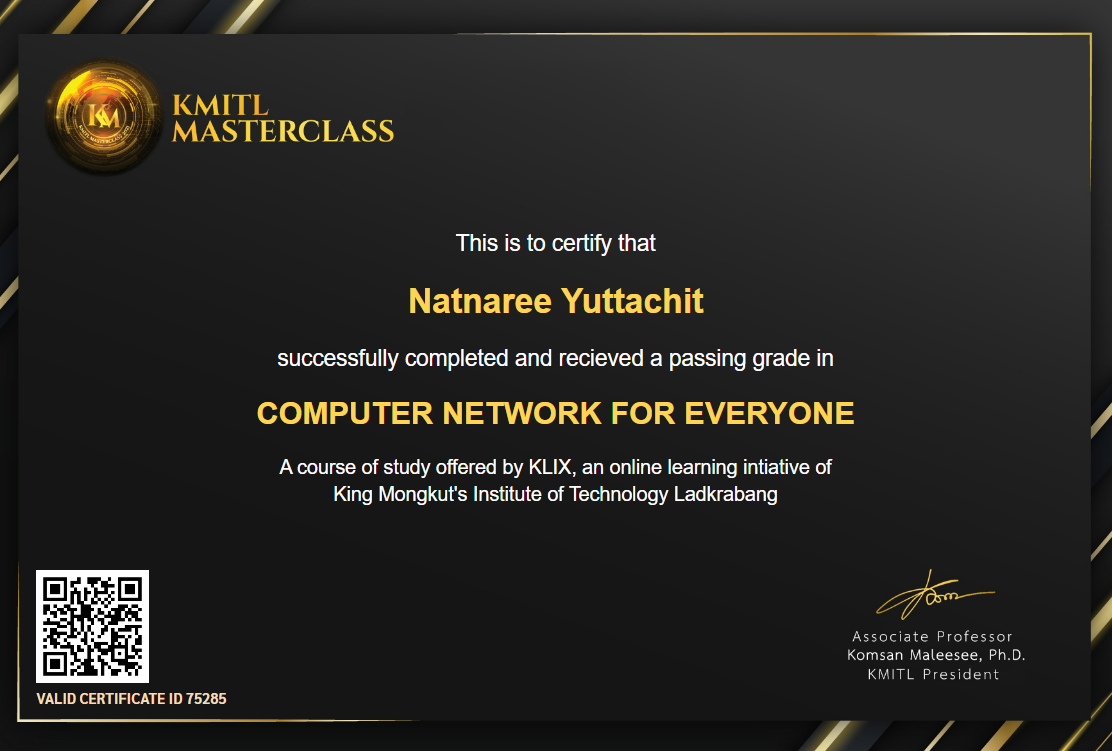 KM
KMITL
MASTERCLASS
This is to certify that
Natnaree Yuttachit
successfully completed and recieved a passing grade in
COMPUTER NETWORK FOR EVERYONE
A course of study offered by KLIX, an online learning intiative of
King Mongkut's Institute of Technology Ladkrabang
Associate Professor
Komsan Maleesee, Ph.D.
KMITL President
VALID CERTIFICATE ID 75285